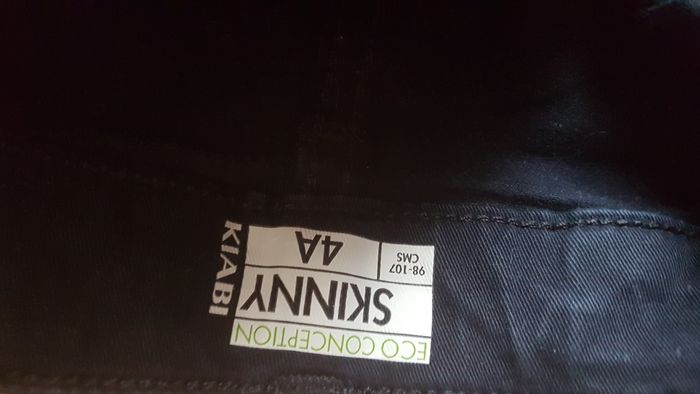 KIABI
ECO CONCEPTION
SKINNY
4A
98-107
CMS